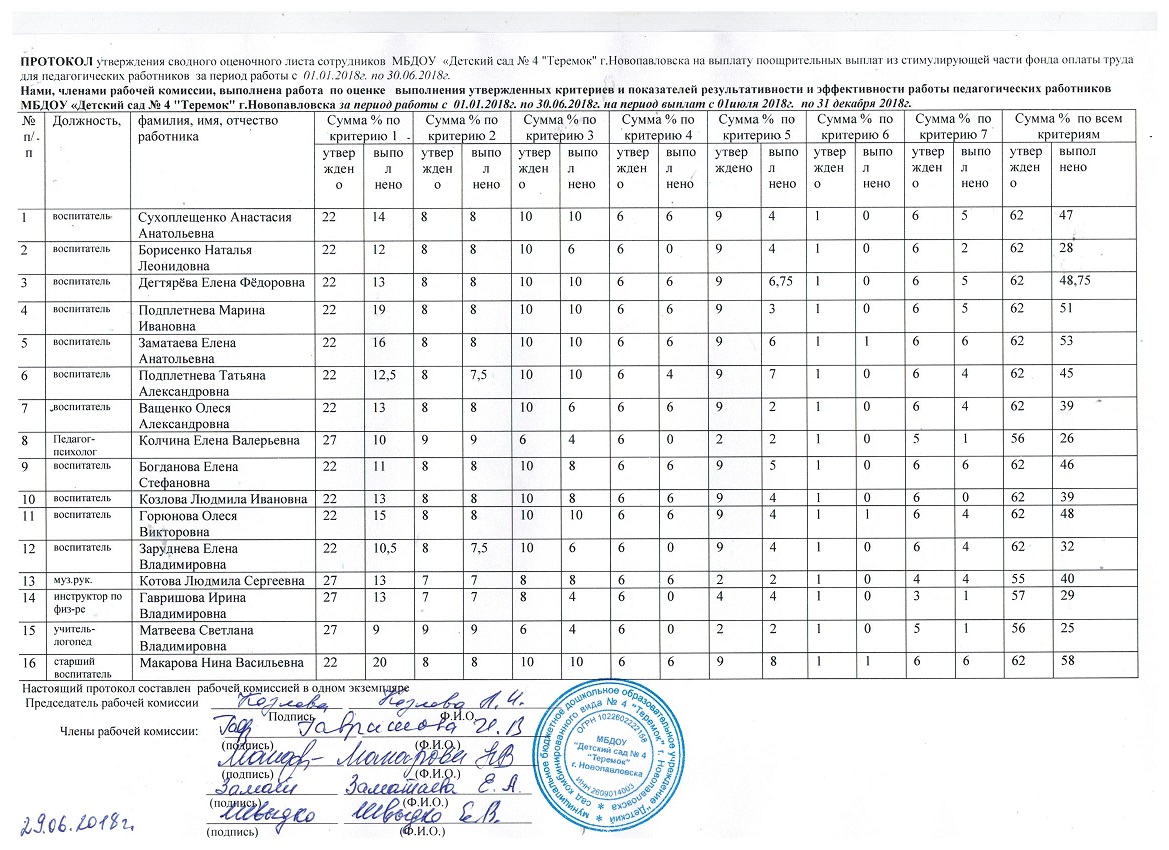 ПРОТОКОЛ утверждения сводного оценочного листа сотрудников МБДОУ «Детский сад № 4 "Теремок" г.Новопавловска на выплату поощрительных выплат из стимулирующей части фонда оплаты труда
для педагогических работников за период работы с 01.01.2018г. по 30.06.2018г.
Нами, членами рабочей комиссии, выполнена работа по оценке выполнения утвержденных критериев и показателей результативности и эффективности работы педагогических работников
МБДОУ «Детский сад № 4 "Теремок" г.Новопавловска за период работы с 01.01.2018г. по 30.06.2018г. на период выплат с 01июля 2018г. по 31 декабря 2018г.
№ п/п Должность, фамилия, имя, отчество работника Сумма % по критерию 1 Сумма % по критерию 2 Сумма % по критерию 3 Сумма % по критерию 4 Сумма % по критерию 5 Сумма % по критерию 6 Сумма % по критерию 7 Сумма % по всем критериям
утвержден о выпол нено утвержден о выпол нено утвержден о выпол нено утвержден о выпол нено утвер ждено выпол нено утвержден о выпол нено утвержден о выпол нено утвержден о выпол нено
1 воспитатель Сухоплещенко Анастасия Анатольевна 22 14 8 8 10 10 6 6 9 4 1 0 6 5 62 47
2 воспитатель Борисенко Наталья Леонидовна 22 12 8 8 10 6 6 0 9 4 1 0 6 2 62 28
3 воспитатель Дегтярёва Елена Фёдоровна 22 13 8 8 10 10 6 6 9 6,75 1 0 6 5 62 48,75
4 воспитатель Подплетнева Марина Ивановна 22 19 8 8 10 10 6 6 9 3 1 0 6 5 62 51
5 воспитатель Заматаева Елена Анатольевна 22 16 8 8 10 10 6 6 9 6 1 1 6 6 62 53
6 воспитатель Подплетнева Татьяна Александровна 22 12,5 8 7,5 10 10 6 4 9 7 1 0 6 4 62 45
7 воспитатель Ващенко Олеся Александровна 22 13 8 8 10 6 6 6 9 2 1 0 6 4 62 39
8 Педагог-психолог Колчина Елена Валерьевна 27 10 9 9 6 4 6 0 2 2 1 0 5 1 56 26
9 воспитатель Богданова Елена Стефановна 22 11 8 8 10 8 6 6 9 5 1 0 6 6 62 46
10 воспитатель Козлова Людмила Ивановна 22 13 8 8 10 8 6 6 9 4 1 0 6 0 62 39
11 воспитатель Горюнова Олеся Викторовна 22 15 8 8 10 10 6 6 9 4 1 1 6 4 62 48
12 воспитатель Заруднева Елена Владимировна 22 10,5 8 7,5 10 6 6 0 9 4 1 0 6 4 62 32
13 муз.рук. Котова Людмила Сергеевна 27 13 7 7 8 8 6 6 2 2 1 0 4 4 55 40
14 инструктор по физ-ре Гавришова Ирина Владимировна 27 13 7 7 8 4 6 0 4 4 1 0 3 1 57 29
15 учитель-логопед Матвеева Светлана Владимировна 27 9 9 9 6 4 6 0 2 2 1 0 5 1 56 25
16 старший воспитатель Макарова Нина Васильевна 22 20 8 8 10 10 6 6 9 8 1 1 6 6 62 58
Настоящий протокол составлен рабочей комиссией в одном экземпляре
Председатель рабочей комиссии Козлова Козлова Л.И.
Подпись Ф.И.О.
Члены рабочей комиссии: Гавришова И.В
(подпись) (Ф.И.О.)
Макарова НВ
(подпись) (Ф.И.О.)
Замат Заматаева Е.А.
(подпись) (Ф.И.О.)
Швыдко Швыдко Е.В.
29.06.2018г. (подпись) (Ф.И.О.)
муниципальное бюджетное дошкольное образовательное учреждение "Детский
сад комбинированного вида № 4 "Теремок" г. Новопавловска
ОГРН 1022602222158
МБДОУ
"Детский сад № 4
"Теремок"
г. Новопавловска
ИНН 2609014003